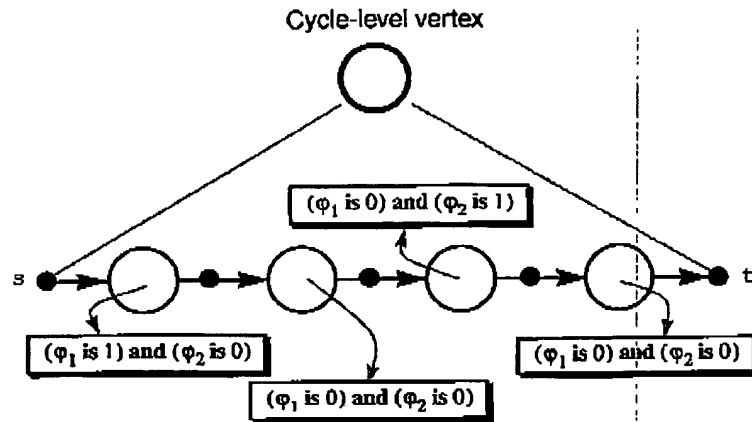 Cycle-level vertex
(φ₁ is 0) and (φ₂ is 1)
s
t
(φ₁ is 1) and (φ₂ is 0)
(φ₁ is 0) and (φ₂ is 0)
(φ₁ is 0) and (φ₂ is 0)